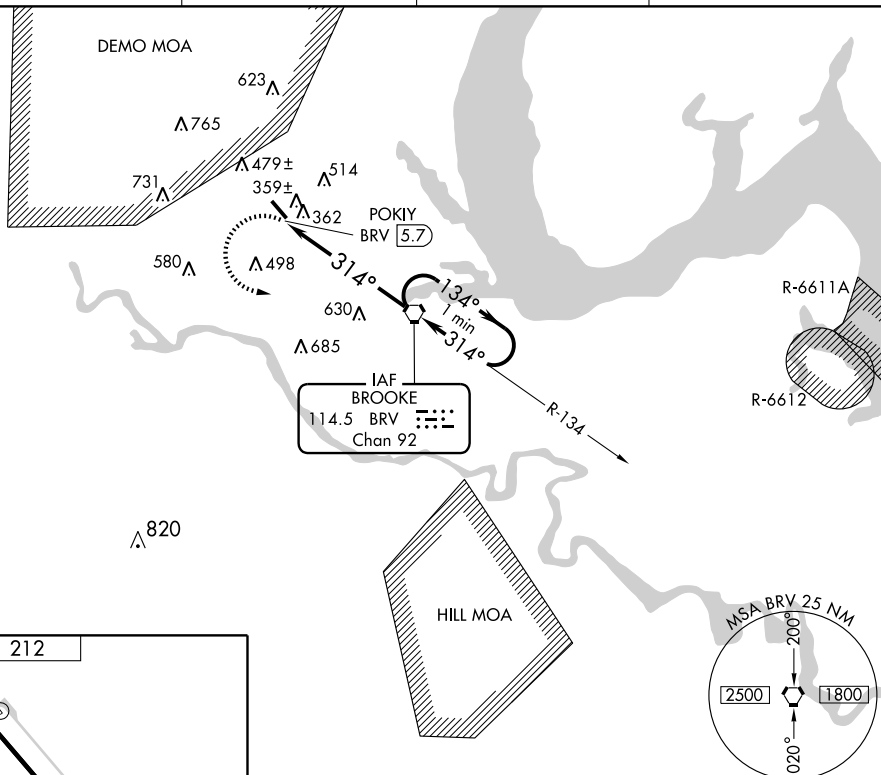 DEMO MOA
623
765
479±
514
731
359±
362
POKIY
BRV 5.7
580
498
314°
134°
1 min
314°
630
685
R-6611A
R-6612
IAF
BROOKE
114.5 BRV
Chan 92
R-134
820
HILL MOA
MSA BRV 25 NM
200°
2500
1800
020°
212